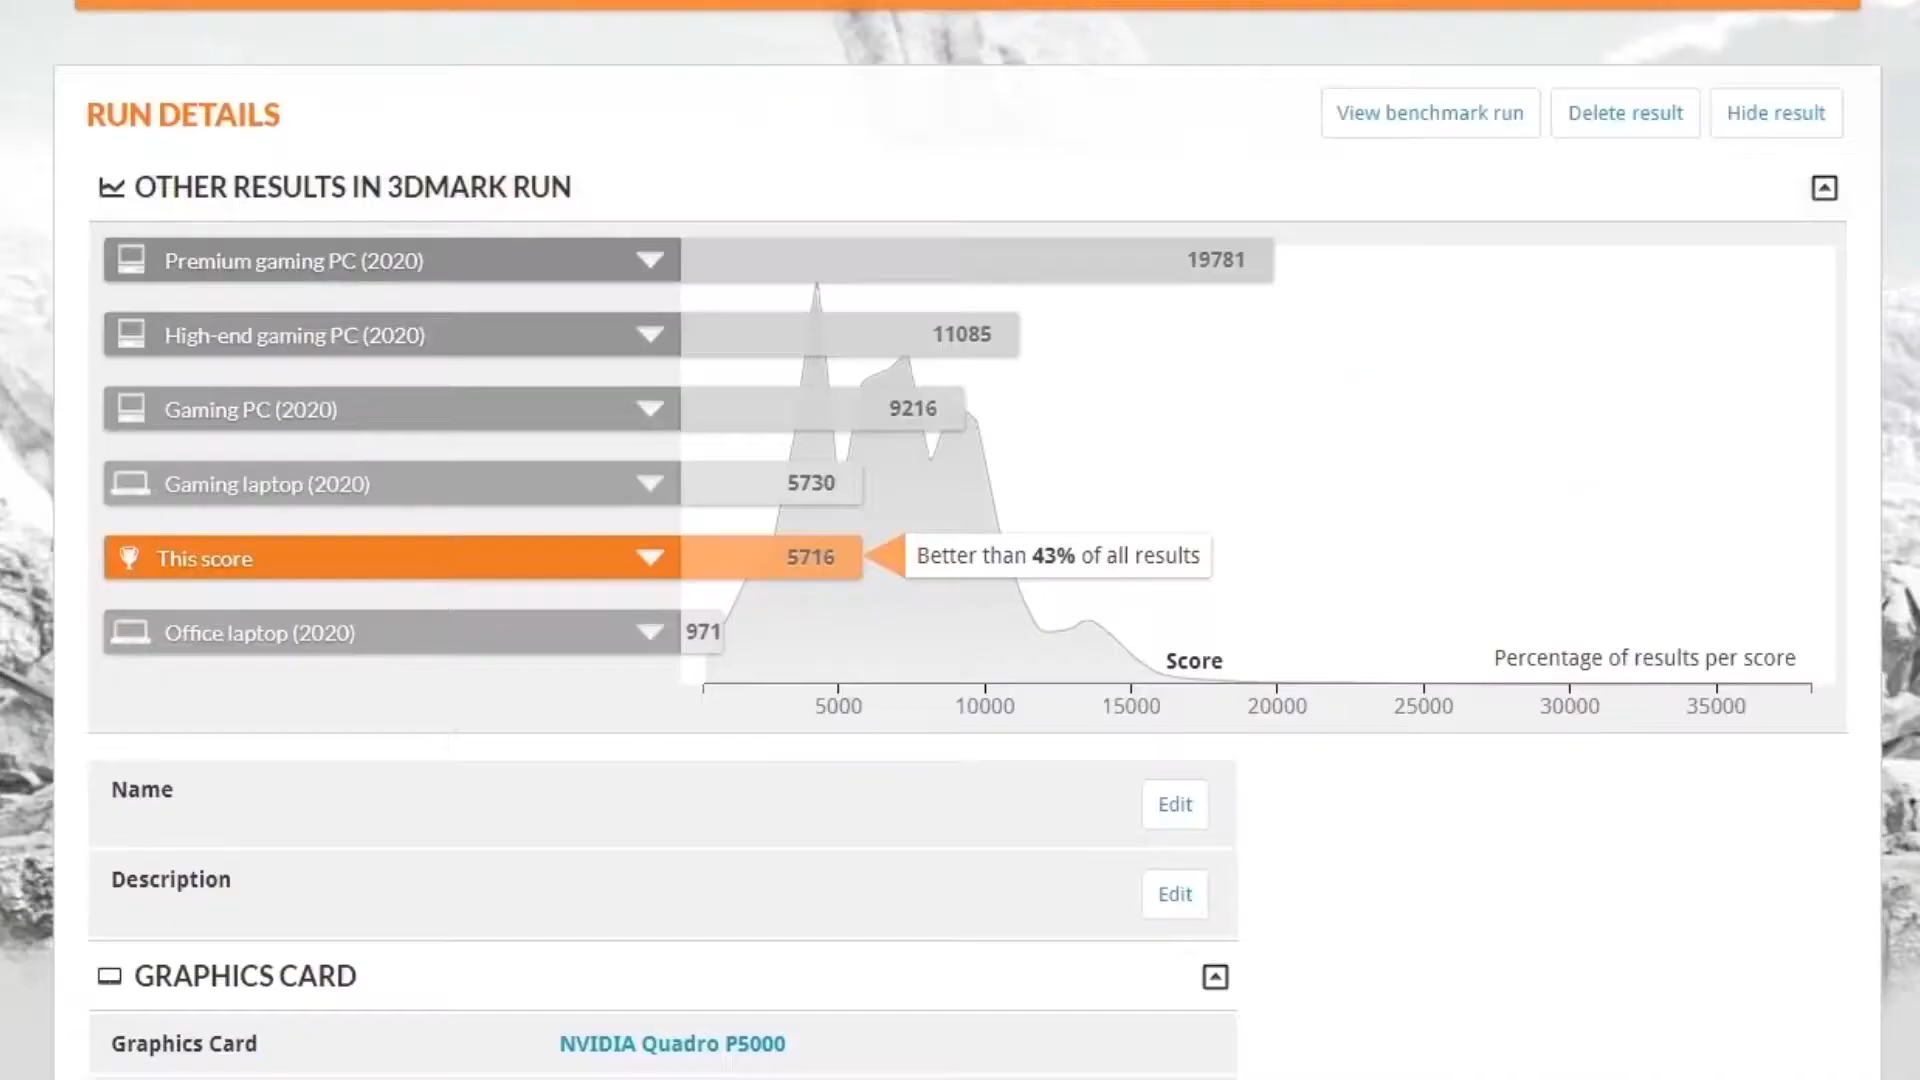 RUN DETAILS
View benchmark run
Delete result
Hide result
OTHER RESULTS IN 3DMARK RUN
Premium gaming PC (2020)
19781
High-end gaming PC (2020)
11085
Gaming PC (2020)
9216
Gaming laptop (2020)
5730
This score
5716
Better than 43% of all results
Office laptop (2020)
971
Score
Percentage of results per score
5000 10000 15000 20000 25000 30000 35000
Name
Edit
Description
Edit
GRAPHICS CARD
Graphics Card
NVIDIA Quadro P5000